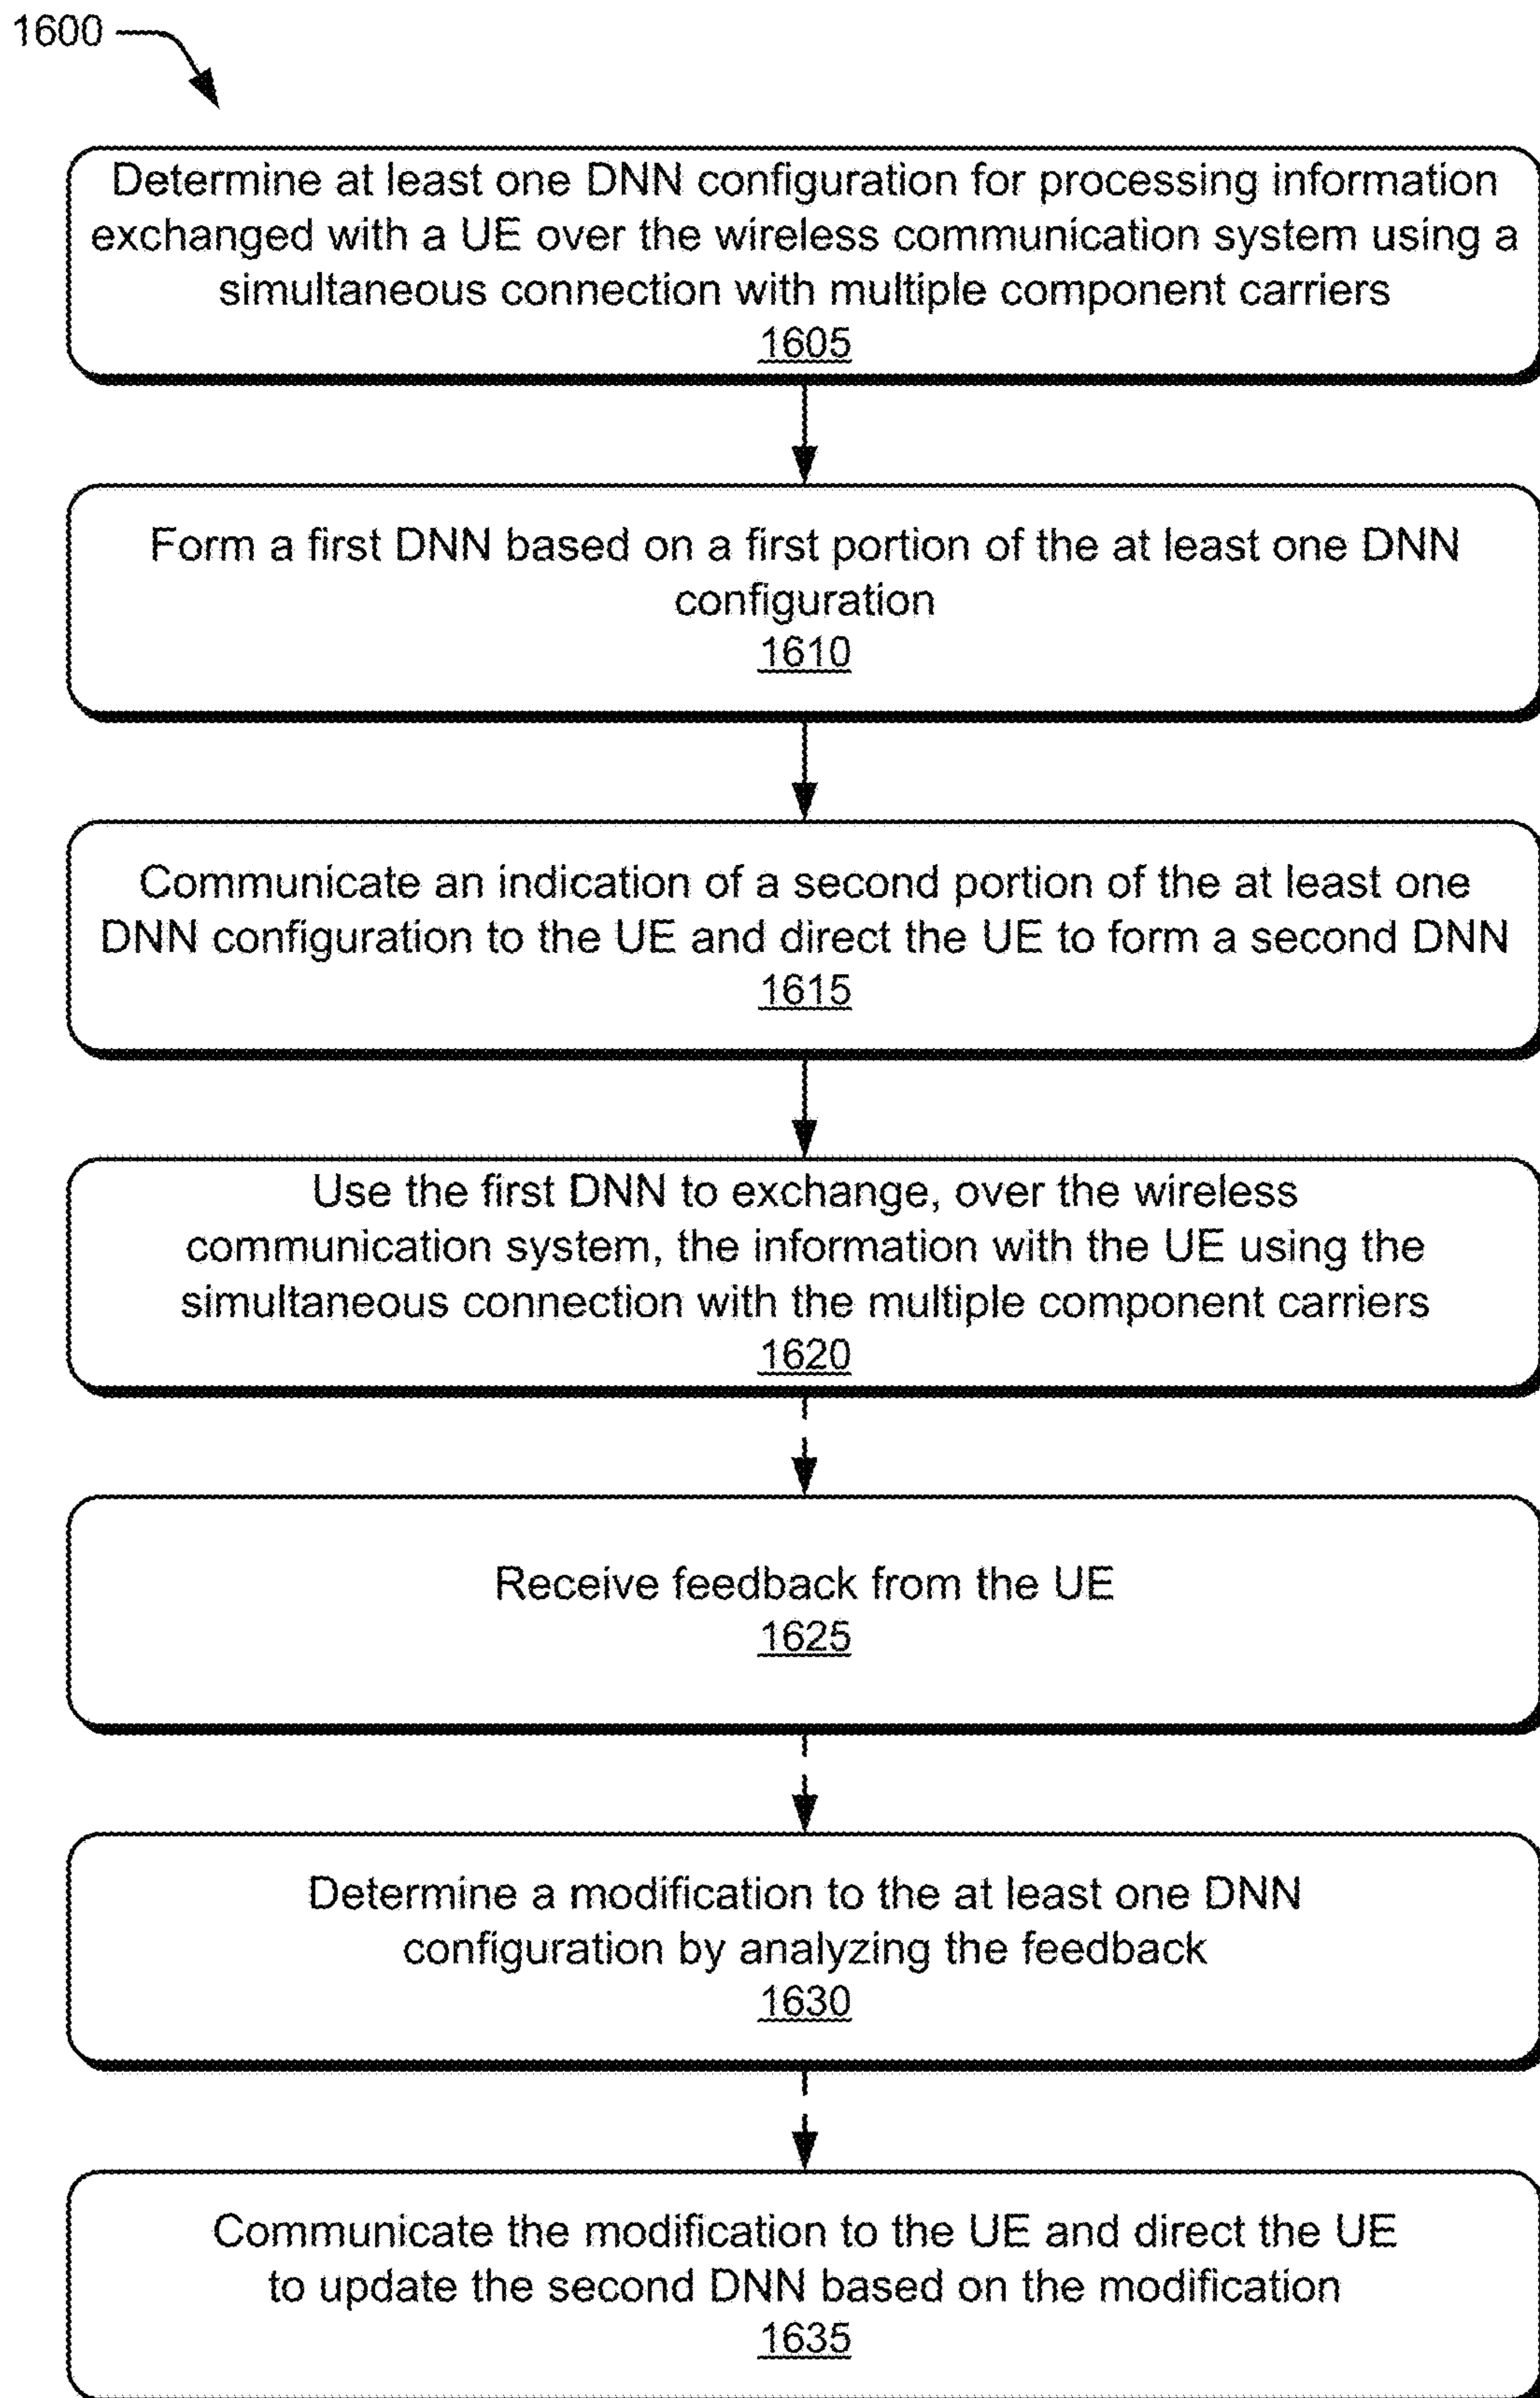 1600
Determine at least one DNN configuration for processing information
exchanged with a UE over the wireless communication system using a
simultaneous connection with multiple component carriers
1605
Form a first DNN based on a first portion of the at least one DNN
configuration
1610
Communicate an indication of a second portion of the at least one
DNN configuration to the UE and direct the UE to form a second DNN
1615
Use the first DNN to exchange, over the wireless
communication system, the information with the UE using the
simultaneous connection with the multiple component carriers
1620
Receive feedback from the UE
1625
Determine a modification to the at least one DNN
configuration by analyzing the feedback
1630
Communicate the modification to the UE and direct the UE
to update the second DNN based on the modification
1635